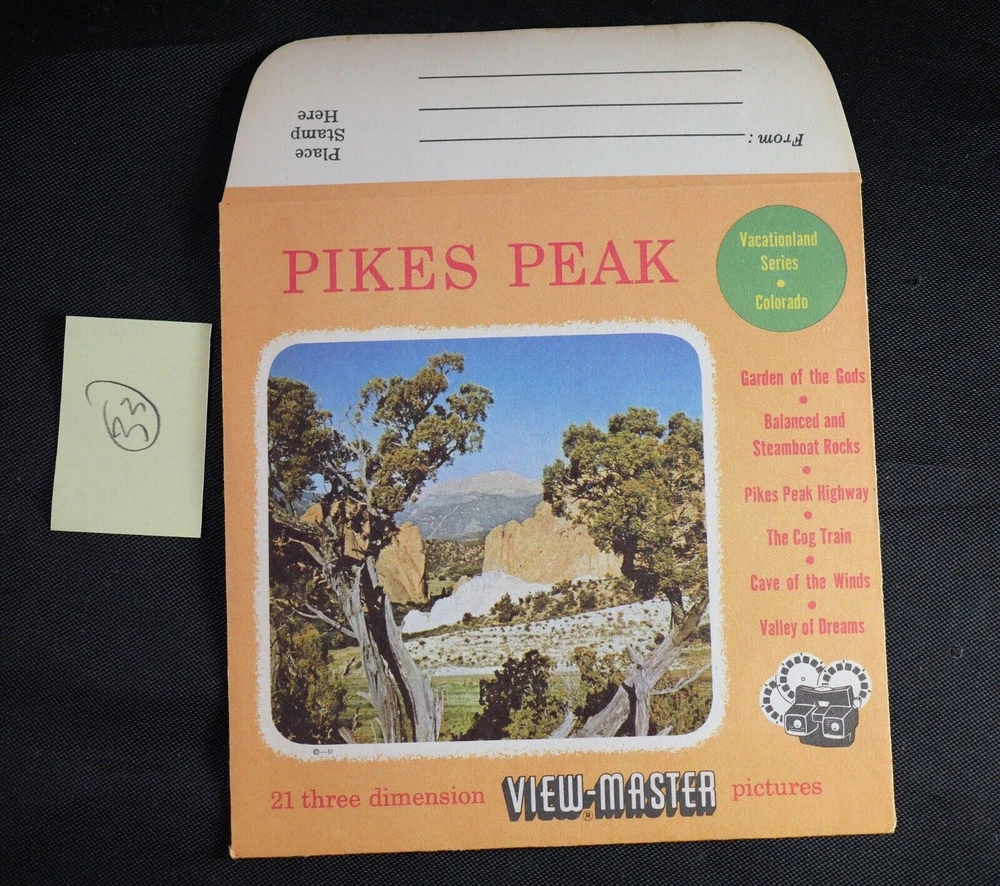 From:
Place
Stamp
Here
PIKES PEAK
Vacationland
Series
•
Colorado
Garden of the Gods
•
Balanced and
Steamboat Rocks
•
Pikes Peak Highway
•
The Cog Train
•
Cave of the Winds
•
Valley of Dreams
33
©—51
21 three dimension VIEW-MASTER® pictures